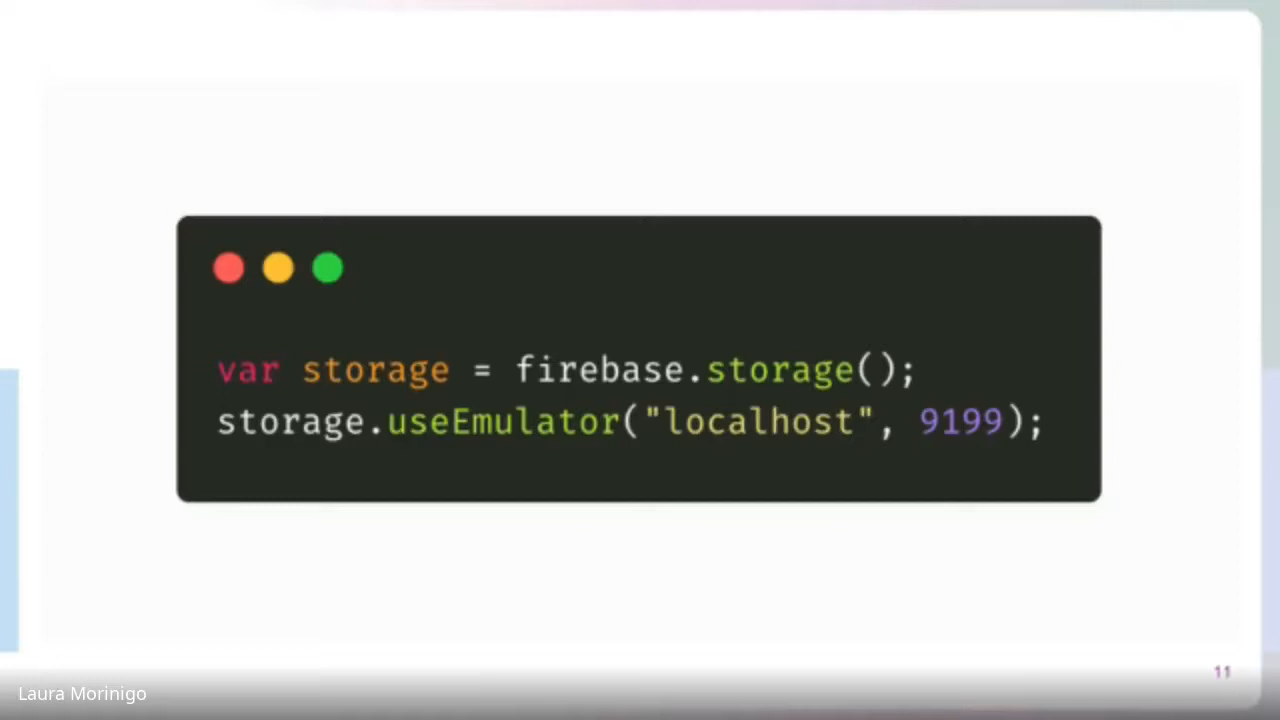 var storage = firebase.storage();
storage.useEmulator("localhost", 9199);
11
Laura Morinigo